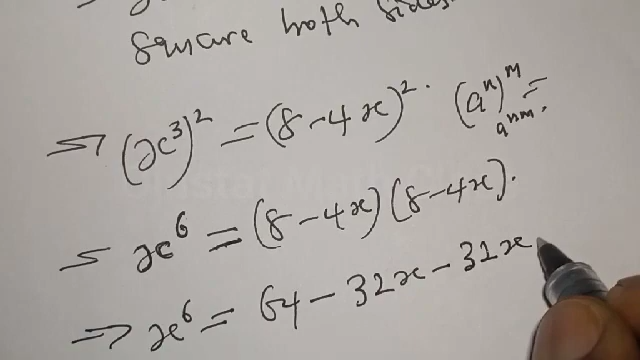 Square both sides.
⇒ (x³)² = (8 - 4x)². (aⁿ)ᵐ =
aⁿᵐ.
⇒ x⁶ = (8 - 4x)(8 - 4x).
⇒ x⁶ = 64 - 32x - 32x